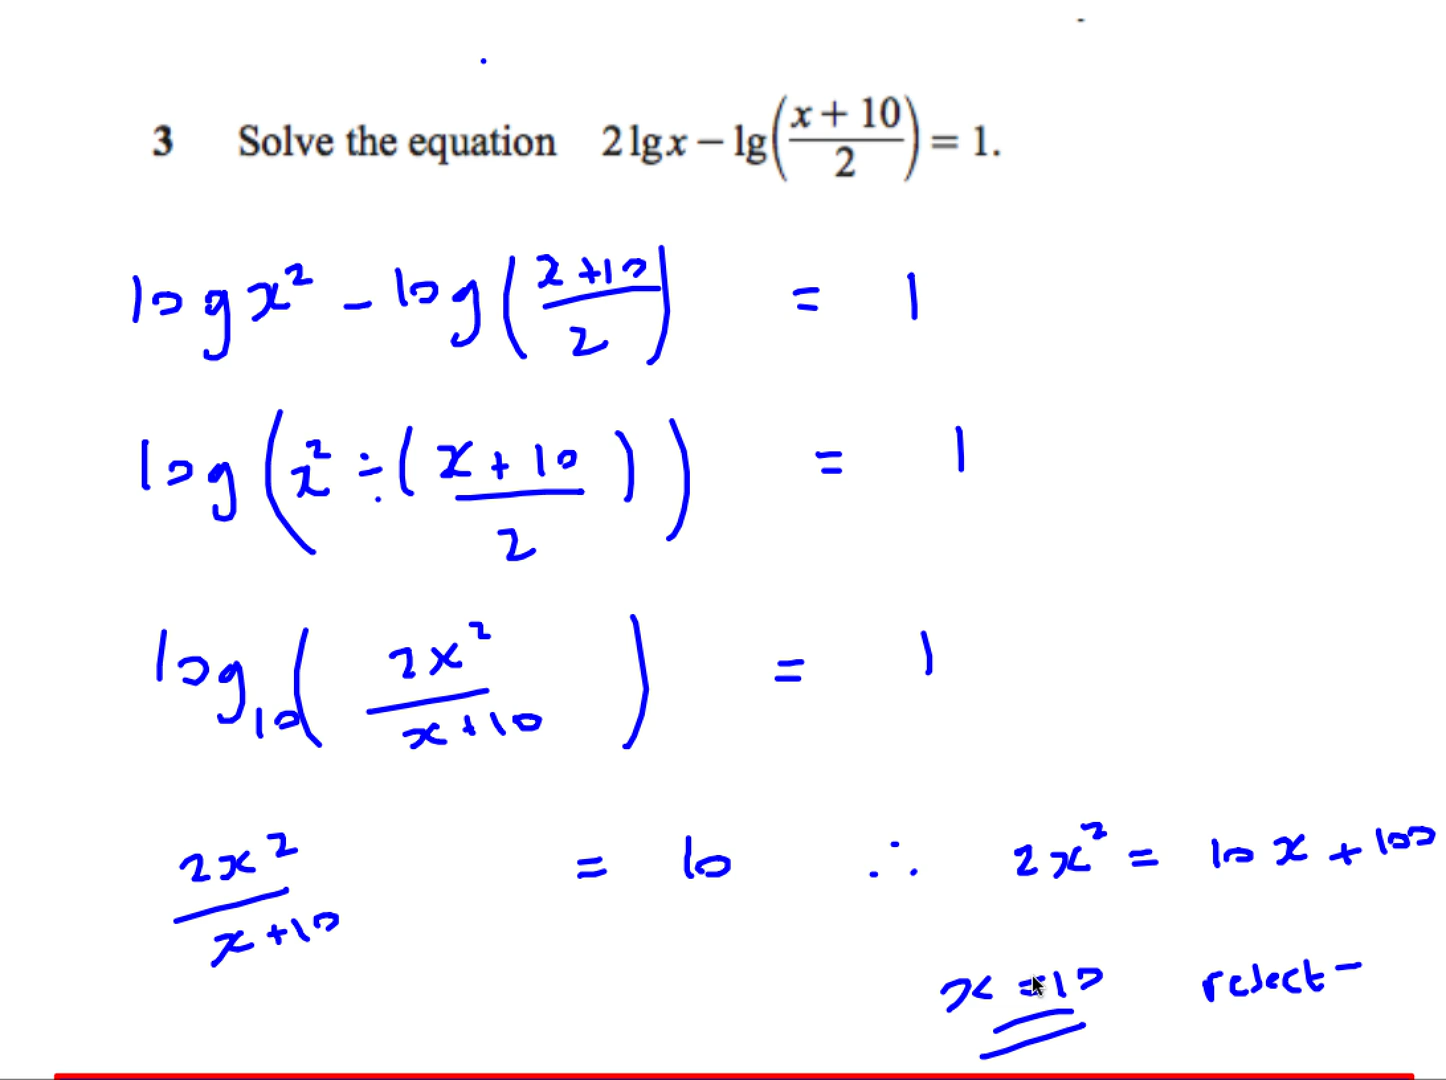 3 Solve the equation 2 lg x − lg((x + 10)/2) = 1.
log x² − log((x + 10)/2) = 1
log(x² ÷ ((x + 10)/2)) = 1
log₁₀(2x²/(x + 10)) = 1
2x²/(x + 10) = 10 ∴ 2x² = 10x + 100
x = 10 reject −